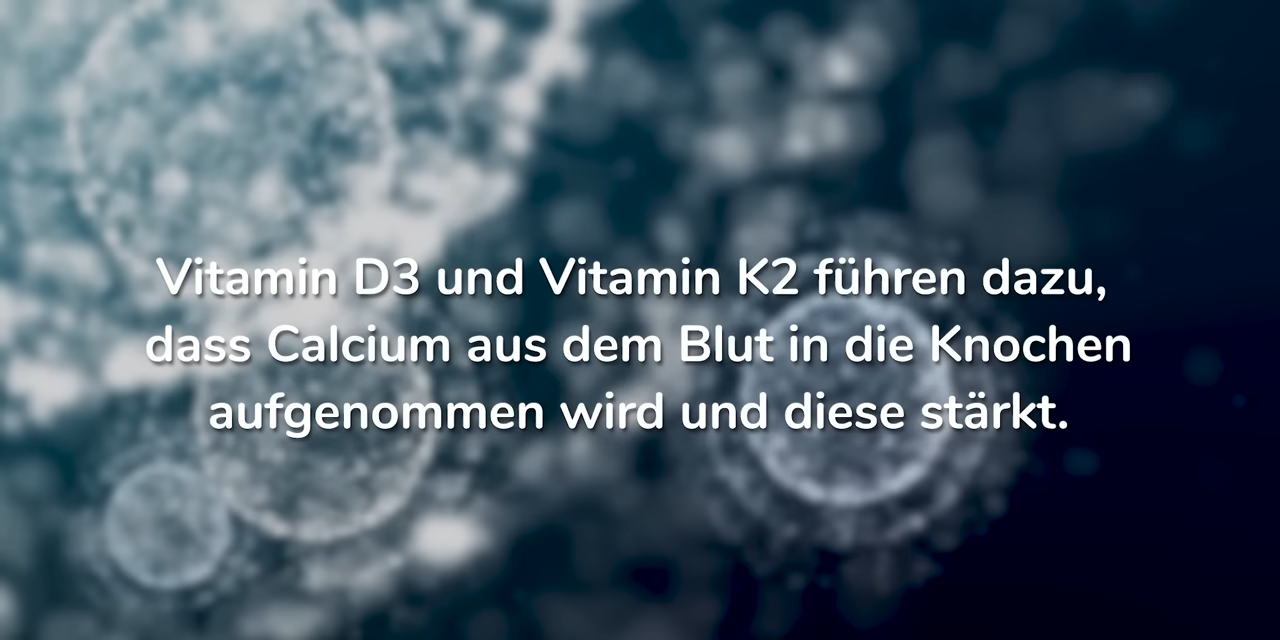 Vitamin D3 und Vitamin K2 führen dazu,
dass Calcium aus dem Blut in die Knochen
aufgenommen wird und diese stärkt.